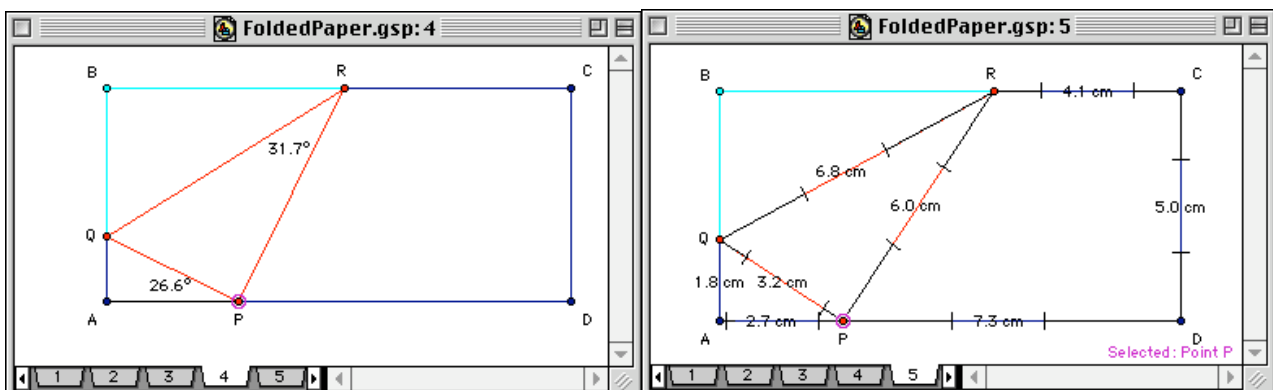 FoldedPaper.gsp: 4
B
R
C
31.7°
Q
26.6°
A
P
D
1 2 3 4 5
FoldedPaper.gsp: 5
B
R
C
4.1 cm
6.8 cm
6.0 cm
5.0 cm
Q
1.8 cm 3.2 cm
2.7 cm 7.3 cm
A
P
D
Selected: Point P
1 2 3 4 5